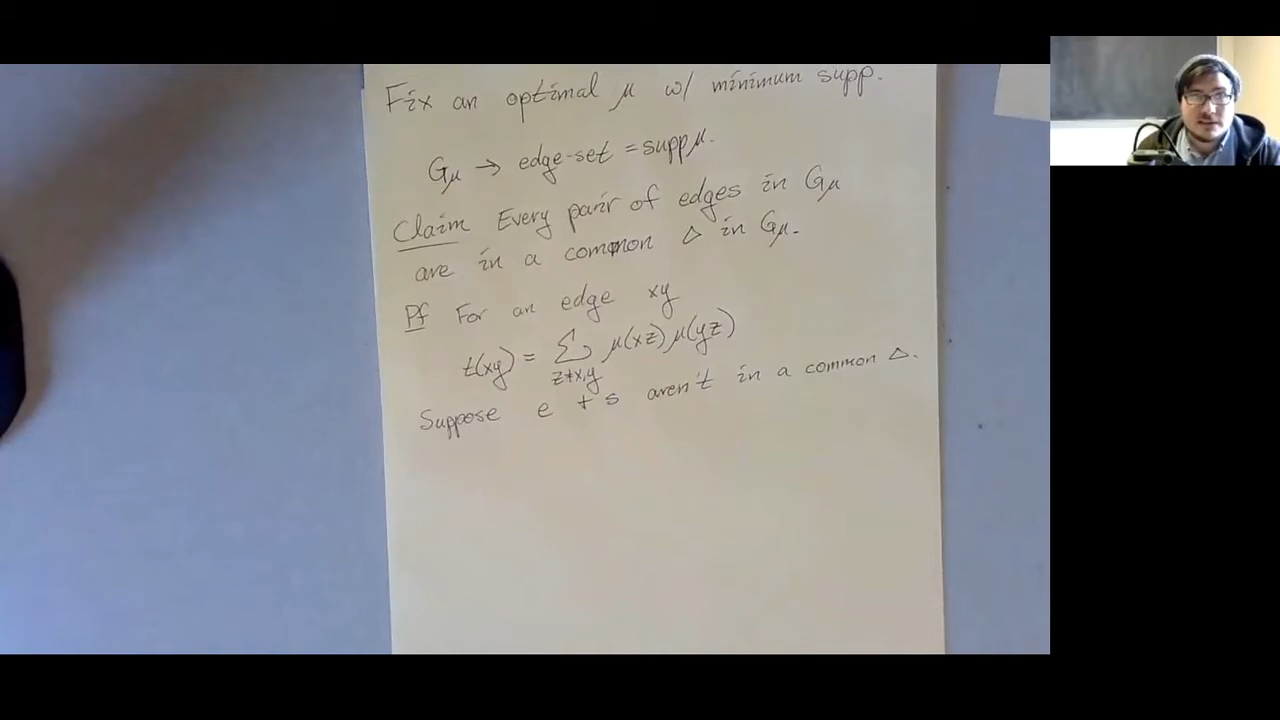 Fix an optimal μ w/ minimum supp.
Gμ → edge-set = supp μ.
Claim Every pair of edges in Gμ
are in a common △ in Gμ.
Pf For an edge xy
t(xy) = Σ μ(xz) μ(yz)
z≠x,y
Suppose e + s aren't in a common △.